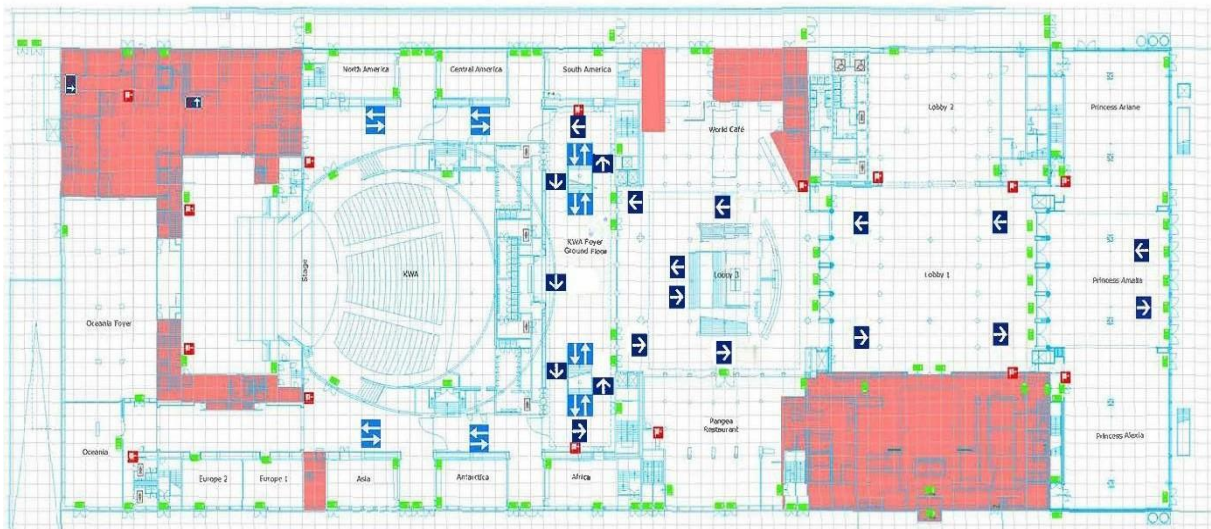 North America
Central America
South America
World Café
Lobby 2
Princess Ariane
KWA Foyer
Ground Floor
Stage
KWA
Lobby 3
Lobby 1
Princess Amalia
Oceania Foyer
Pangea
Restaurant
Princess Alexia
Oceania
Europe 2
Europe 1
Asia
Antarctica
Africa